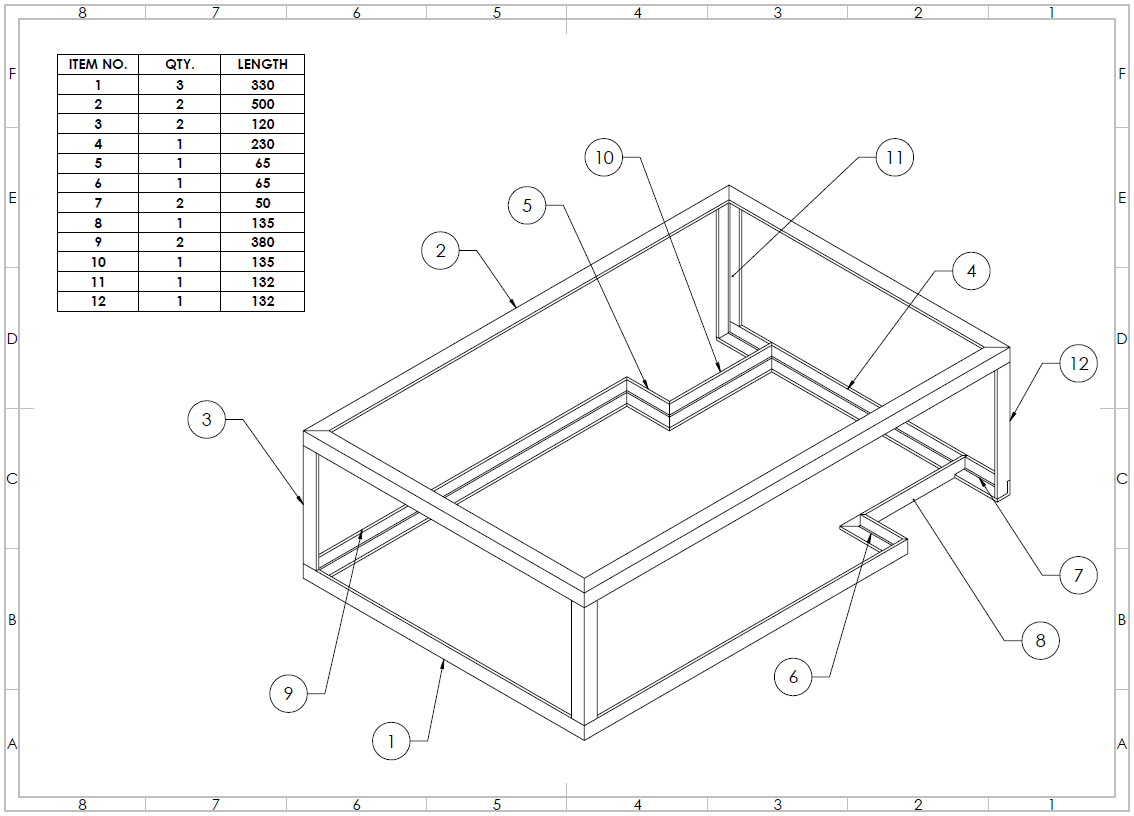 8 7 6 5 4 3 2 1
F F
ITEM NO. QTY. LENGTH
1 3 330
2 2 500
3 2 120
4 1 230
5 1 65
6 1 65
7 2 50
8 1 135
9 2 380
10 1 135
11 1 132
12 1 132
10
11
E E
5
2
4
D D
12
3
C C
7
B B
8
6
9
1
A A
8 7 6 5 4 3 2 1